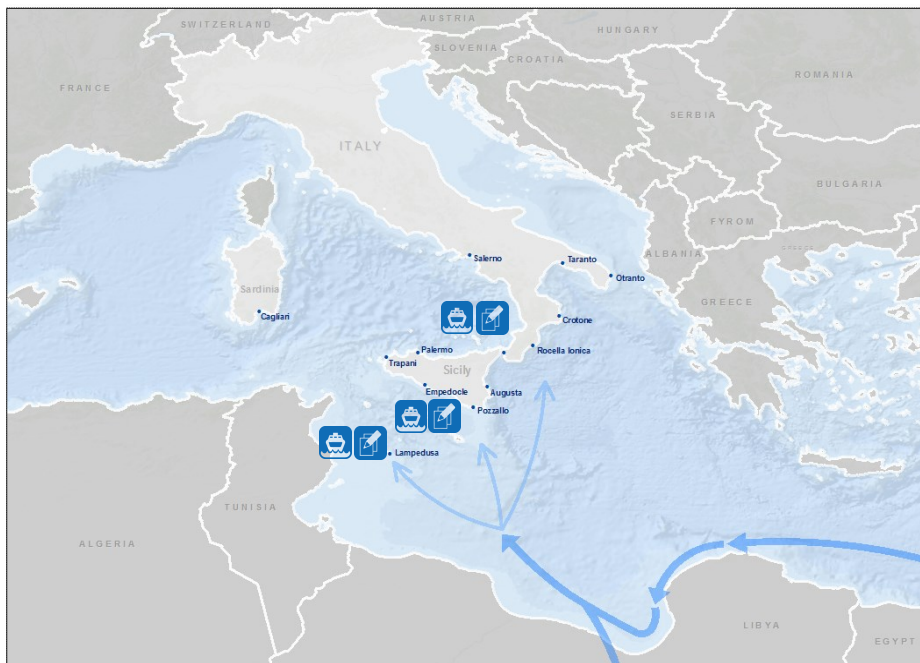 AUSTRIA
SWITZERLAND
HUNGARY
SLOVENIA
CROATIA
ROMANIA
FRANCE
SERBIA
ITALY
BULGARIA
FYROM
GREECE
ALBANIA
Salerno
Taranto
Otranto
Sardinia
GREECE
Cagliari
Crotone
Palermo
Rocella Ionica
Trapani
Sicily
Empedocle
Augusta
Pozzallo
Lampedusa
TUNISIA
ALGERIA
LIBYA
EGYPT